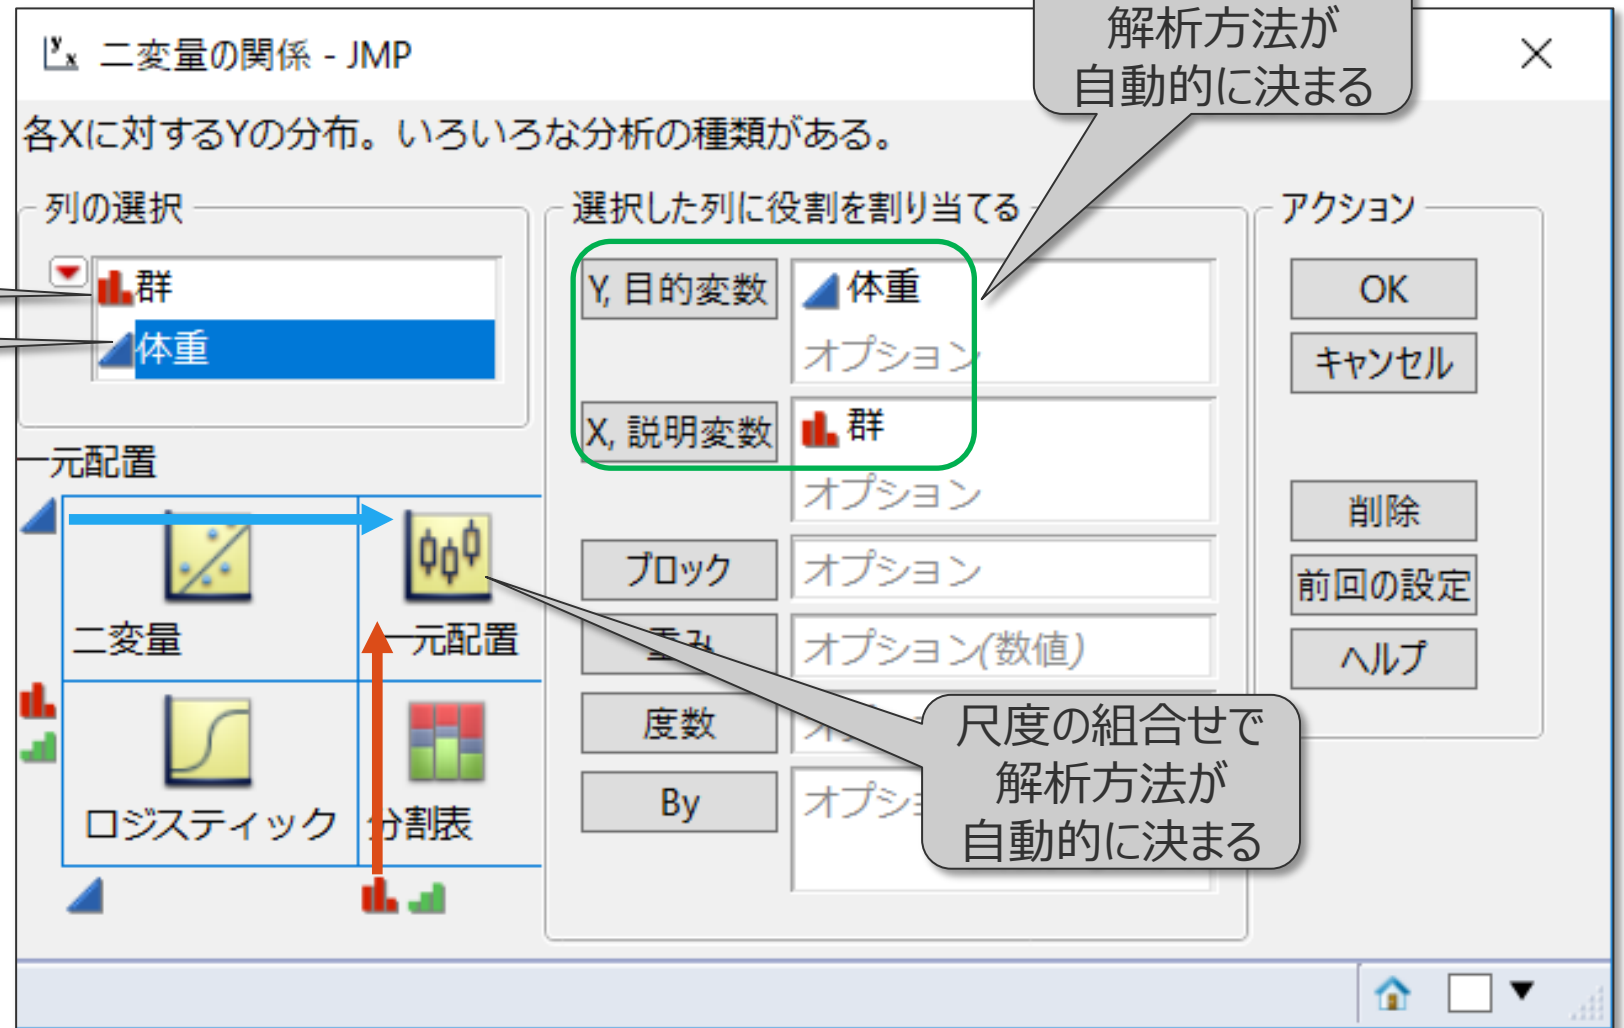 二変量の関係 - JMP
解析方法が
自動的に決まる
各Xに対するYの分布。いろいろな分析の種類がある。
列の選択
群
体重
選択した列に役割を割り当てる
Y, 目的変数
体重
オプション
X, 説明変数
群
オプション
ブロック
オプション
重み
オプション(数値)
度数
By
アクション
OK
キャンセル
削除
前回の設定
ヘルプ
一元配置
二変量
一元配置
ロジスティック
分割表
尺度の組合せで
解析方法が
自動的に決まる